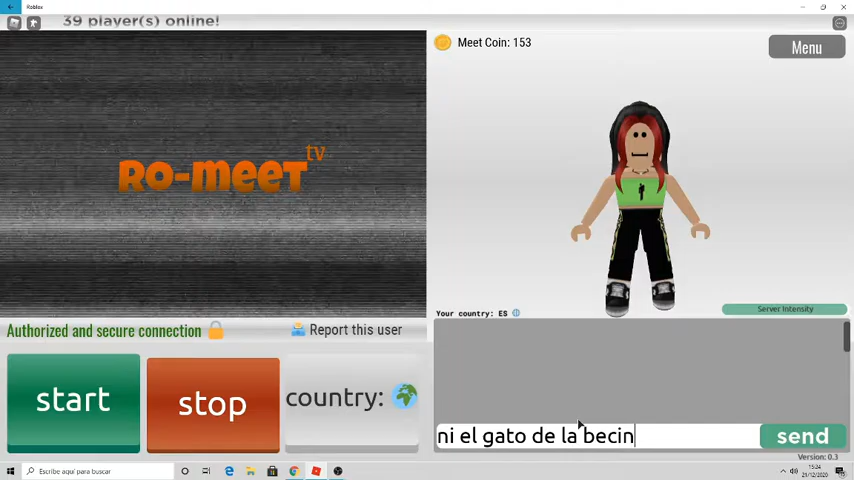 Roblox
39 player(s) online!
Meet Coin: 153
Menu
RO-MEET tv
Your country: ES
Server Intensity
Authorized and secure connection
Report this user
start
stop
country:
ni el gato de la becin
send
Version: 0.3
Escribe aquí para buscar
15:24
21/12/2020